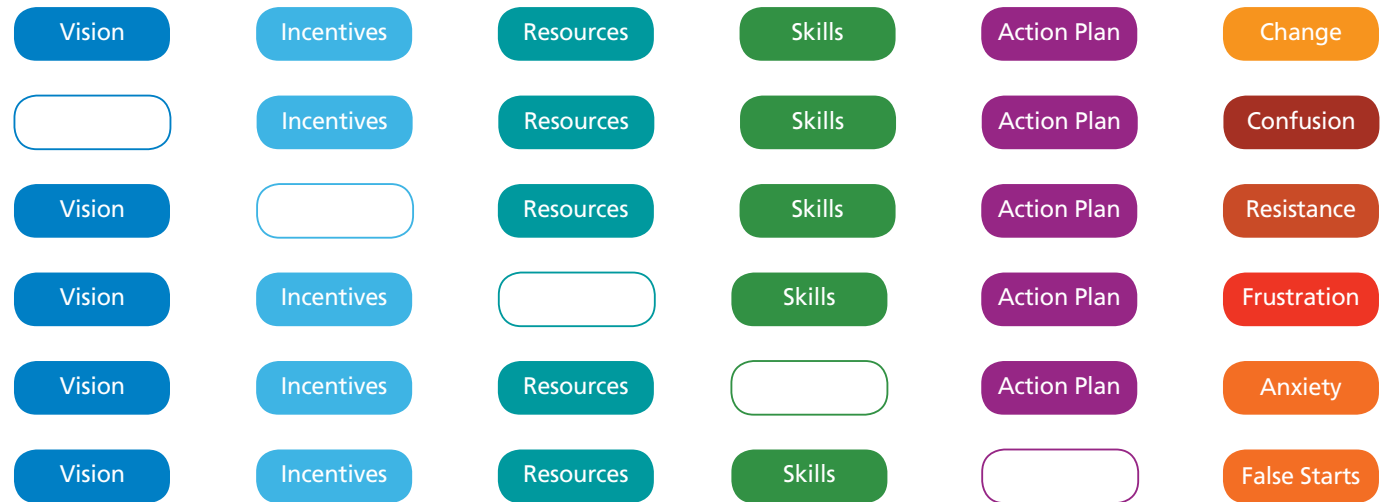 Vision Incentives Resources Skills Action Plan Change
Incentives Resources Skills Action Plan Confusion
Vision Resources Skills Action Plan Resistance
Vision Incentives Skills Action Plan Frustration
Vision Incentives Resources Action Plan Anxiety
Vision Incentives Resources Skills False Starts